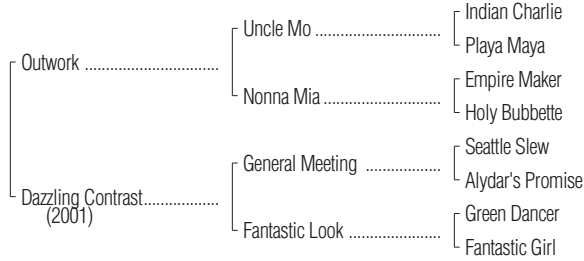 Indian Charlie
Uncle Mo ................................
Playa Maya
Outwork ...................................
Empire Maker
Nonna Mia ..............................
Holy Bubbette
Seattle Slew
General Meeting ...................
Alydar's Promise
Dazzling Contrast...................
(2001)
Green Dancer
Fantastic Look .......................
Fantastic Girl